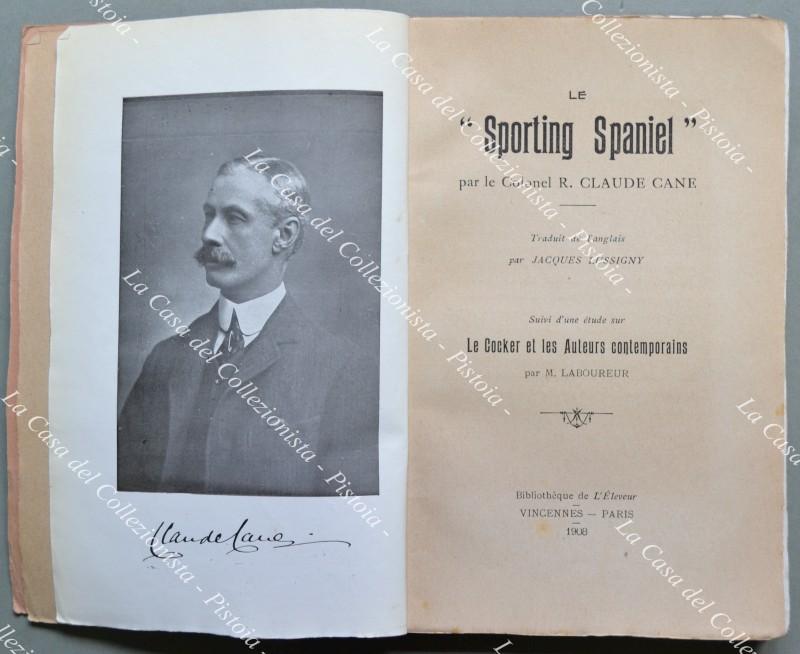 Claude Cane
LE
“ Sporting Spaniel ”
par le Colonel R. CLAUDE CANE
Traduit de l'anglais
par JACQUES LUSSIGNY
Suivi d'une étude sur
Le Cocker et les Auteurs contemporains
par M. LABOUREUR
Bibliothèque de L'Éleveur
VINCENNES — PARIS
1908
La Casa del Collezionista - Pistoia -